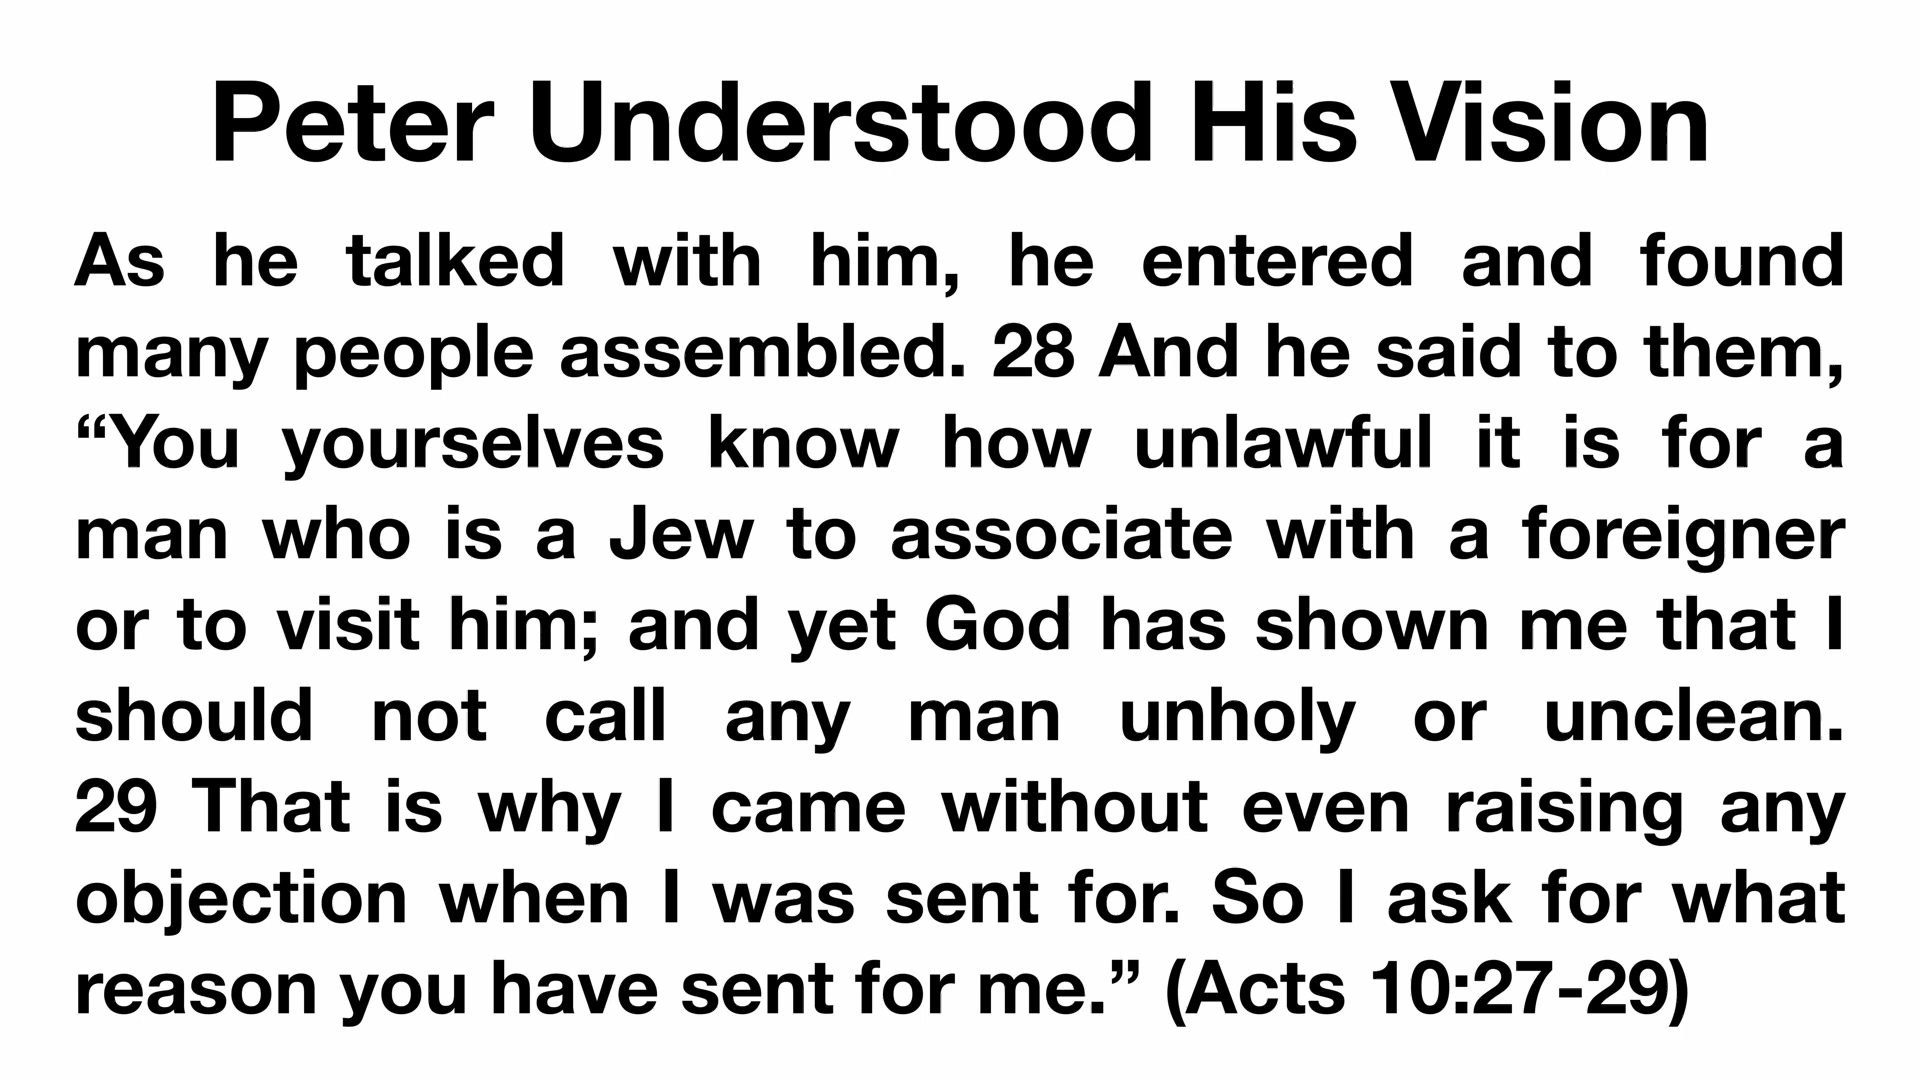 Peter Understood His Vision
As he talked with him, he entered and found
many people assembled. 28 And he said to them,
“You yourselves know how unlawful it is for a
man who is a Jew to associate with a foreigner
or to visit him; and yet God has shown me that I
should not call any man unholy or unclean.
29 That is why I came without even raising any
objection when I was sent for. So I ask for what
reason you have sent for me.” (Acts 10:27-29)